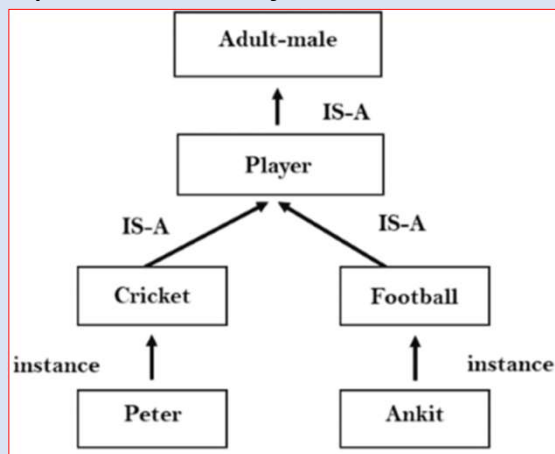 Adult-male
IS-A
Player
IS-A
IS-A
Cricket
Football
instance
instance
Peter
Ankit